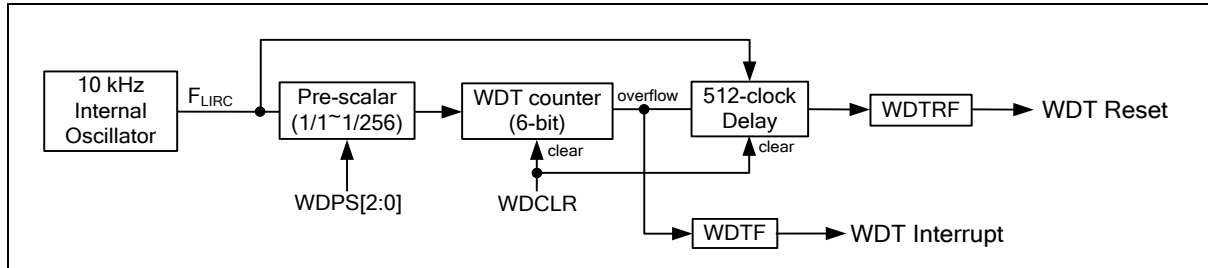 10 kHz
Internal
Oscillator
FLIRC
Pre-scalar
(1/1~1/256)
WDPS[2:0]
WDT counter
(6-bit)
clear
WDCLR
overflow
512-clock
Delay
clear
WDTRF
WDT Reset
WDTF
WDT Interrupt